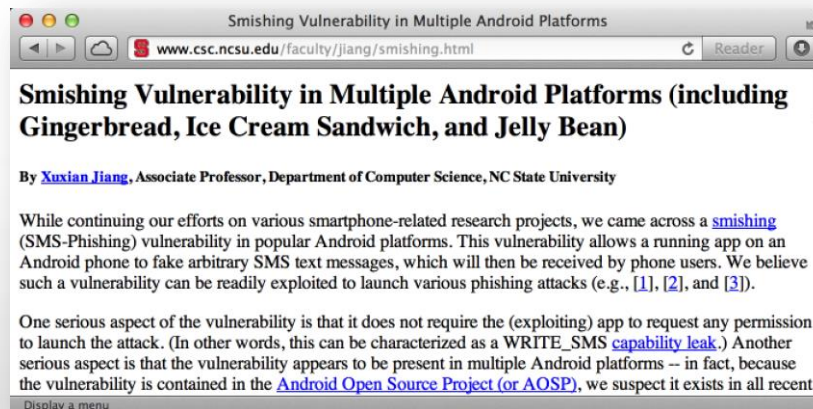 Smishing Vulnerability in Multiple Android Platforms
www.csc.ncsu.edu/faculty/jiang/smishing.html
Reader
Smishing Vulnerability in Multiple Android Platforms (including
Gingerbread, Ice Cream Sandwich, and Jelly Bean)
By Xuxian Jiang, Associate Professor, Department of Computer Science, NC State University
While continuing our efforts on various smartphone-related research projects, we came across a smishing
(SMS-Phishing) vulnerability in popular Android platforms. This vulnerability allows a running app on an
Android phone to fake arbitrary SMS text messages, which will then be received by phone users. We believe
such a vulnerability can be readily exploited to launch various phishing attacks (e.g., [1], [2], and [3]).
One serious aspect of the vulnerability is that it does not require the (exploiting) app to request any permission
to launch the attack. (In other words, this can be characterized as a WRITE_SMS capability leak.) Another
serious aspect is that the vulnerability appears to be present in multiple Android platforms -- in fact, because
the vulnerability is contained in the Android Open Source Project (or AOSP), we suspect it exists in all recent
Display a menu